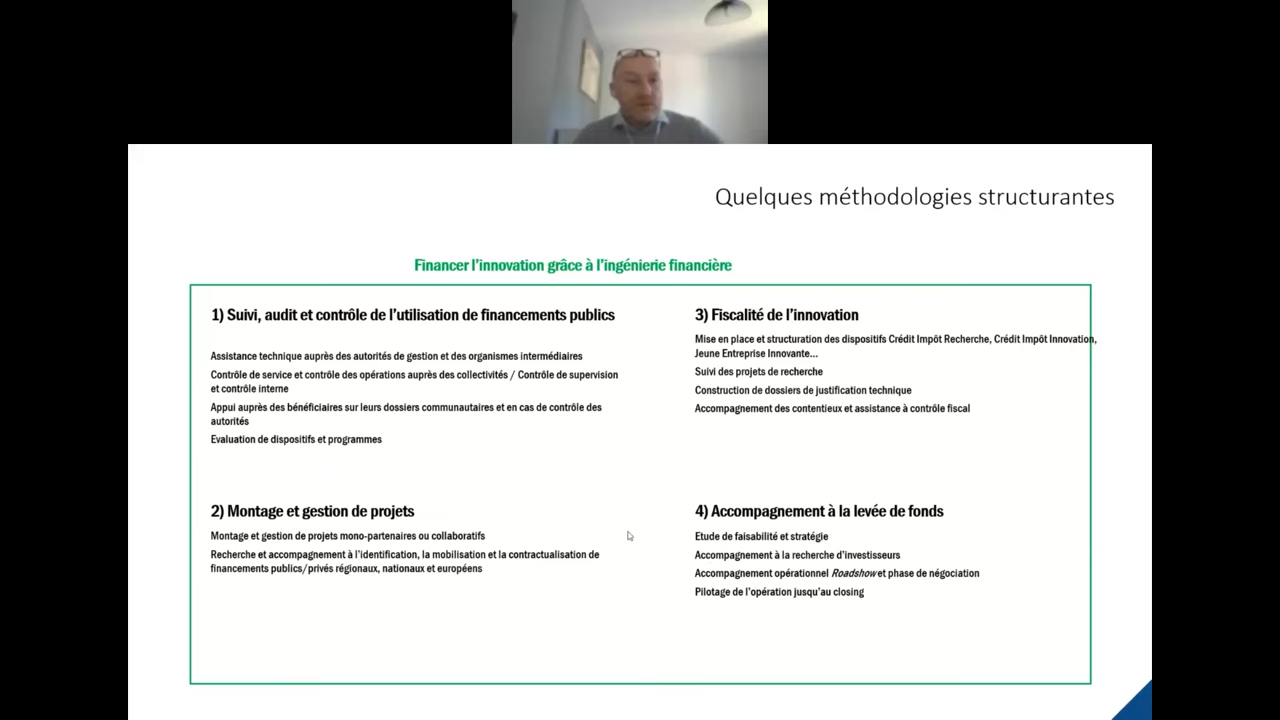 Quelques méthodologies structurantes
Financer l'innovation grâce à l'ingénierie financière
1) Suivi, audit et contrôle de l'utilisation de financements publics
Assistance technique auprès des autorités de gestion et des organismes intermédiaires
Contrôle de service et contrôle des opérations auprès des collectivités / Contrôle de supervision
et contrôle interne
Appui auprès des bénéficiaires sur leurs dossiers communautaires et en cas de contrôle des
autorités
Evaluation de dispositifs et programmes
2) Montage et gestion de projets
Montage et gestion de projets mono-partenaires ou collaboratifs
Recherche et accompagnement à l'identification, la mobilisation et la contractualisation de
financements publics/privés régionaux, nationaux et européens
3) Fiscalité de l'innovation
Mise en place et structuration des dispositifs Crédit Impôt Recherche, Crédit Impôt Innovation,
Jeune Entreprise Innovante...
Suivi des projets de recherche
Construction de dossiers de justification technique
Accompagnement des contentieux et assistance à contrôle fiscal
4) Accompagnement à la levée de fonds
Etude de faisabilité et stratégie
Accompagnement à la recherche d'investisseurs
Accompagnement opérationnel Roadshow et phase de négociation
Pilotage de l'opération jusqu'au closing